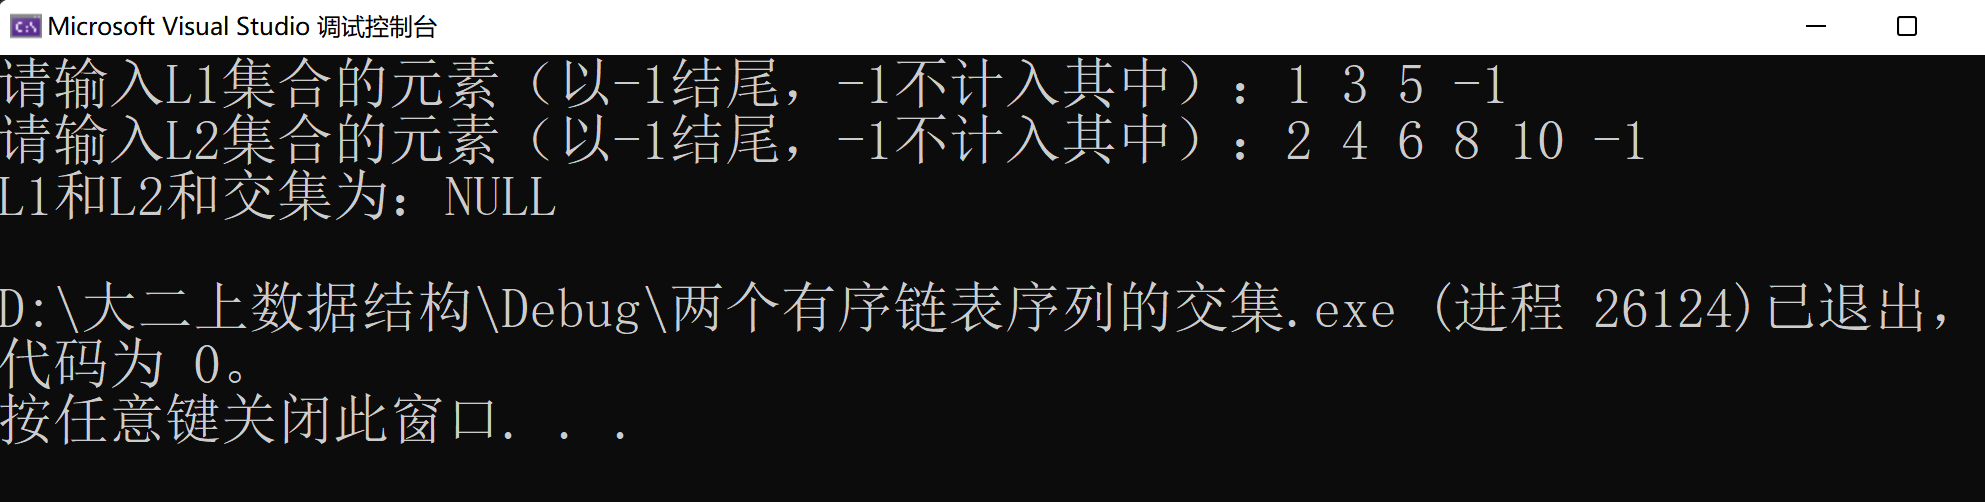 Microsoft Visual Studio 调试控制台
请输入L1集合的元素（以-1结尾，-1不计入其中）：1 3 5 -1
请输入L2集合的元素（以-1结尾，-1不计入其中）：2 4 6 8 10 -1
L1和L2和交集为：NULL
D:\大二上数据结构\Debug\两个有序链表序列的交集.exe (进程 26124)已退出，
代码为 0。
按任意键关闭此窗口. . .